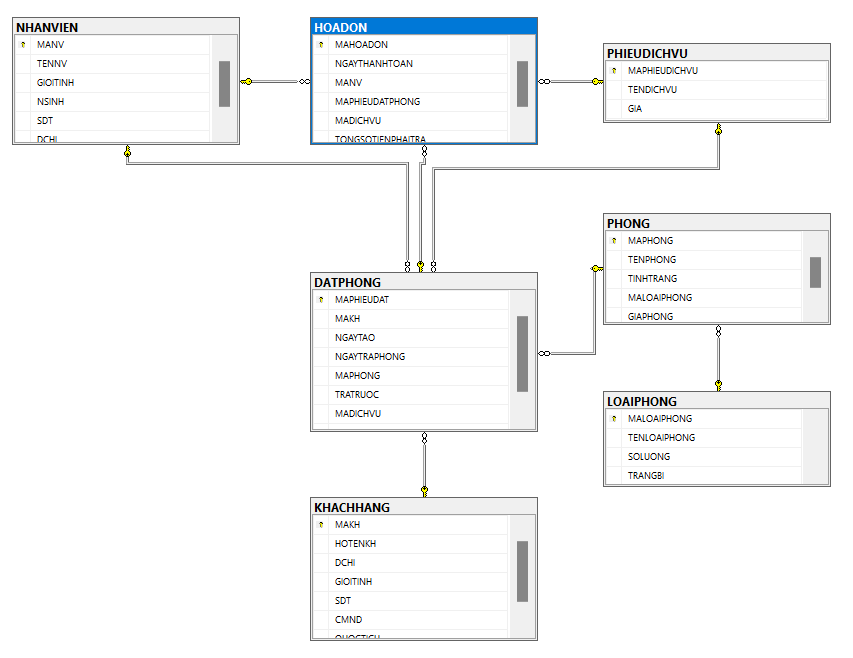 NHANVIEN
MANV
TENNV
GIOITINH
NSINH
SDT
DCHI
HOADON
MAHOADON
NGAYTHANHTOAN
MANV
MAPHIEUDATPHONG
MADICHVU
TONGSOTIENPHAITRA
PHIEUDICHVU
MAPHIEUDICHVU
TENDICHVU
GIA
PHONG
MAPHONG
TENPHONG
TINHTRANG
MALOAIPHONG
GIAPHONG
DATPHONG
MAPHIEUDAT
MAKH
NGAYTAO
NGAYTRAPHONG
MAPHONG
TRATRUOC
MADICHVU
LOAIPHONG
MALOAIPHONG
TENLOAIPHONG
SOLUONG
TRANGBI
KHACHHANG
MAKH
HOTENKH
DCHI
GIOITINH
SDT
CMND
QUOCTICH